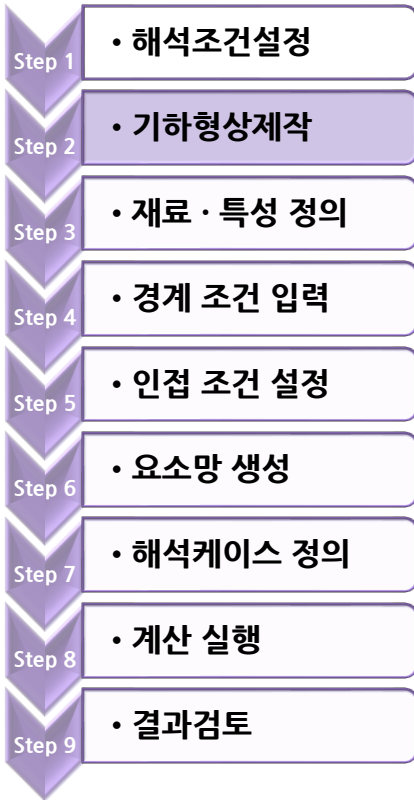 Step 1
• 해석조건설정
Step 2
• 기하형상제작
Step 3
• 재료 · 특성 정의
Step 4
• 경계 조건 입력
Step 5
• 인접 조건 설정
Step 6
• 요소망 생성
Step 7
• 해석케이스 정의
Step 8
• 계산 실행
Step 9
• 결과검토